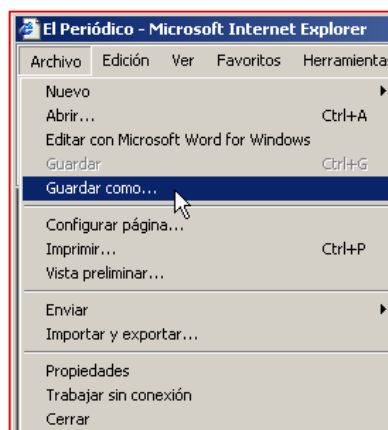 El Periódico - Microsoft Internet Explorer
Archivo Edición Ver Favoritos Herramienta
Nuevo
Abrir... Ctrl+A
Editar con Microsoft Word for Windows
Guardar Ctrl+G
Guardar como...
Configurar página...
Imprimir... Ctrl+P
Vista preliminar...
Enviar
Importar y exportar...
Propiedades
Trabajar sin conexión
Cerrar